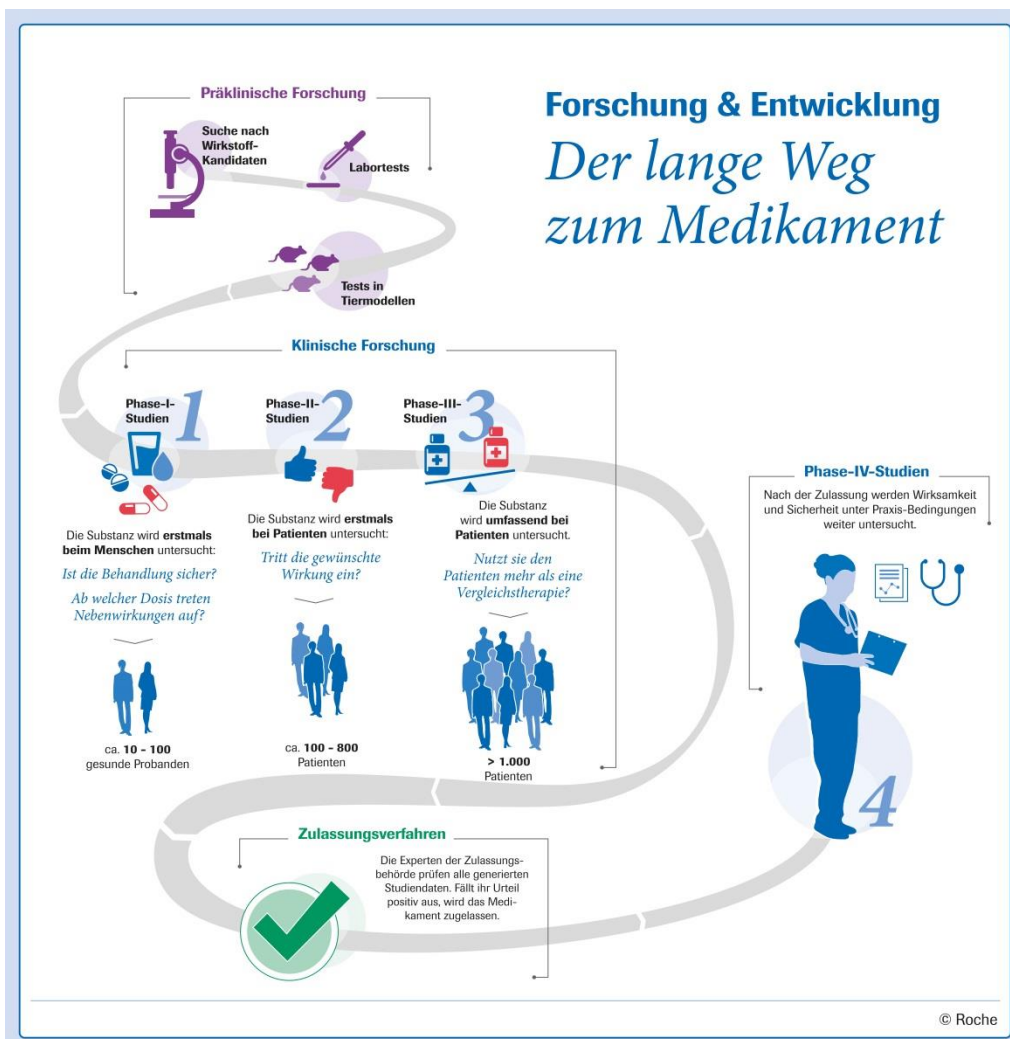 Forschung & Entwicklung
Der lange Weg
zum Medikament
Präklinische Forschung
Suche nach
Wirkstoff-
Kandidaten
Labortests
Tests in
Tiermodellen
Klinische Forschung
Phase-I-
Studien
1
Die Substanz wird erstmals
beim Menschen untersucht:
Ist die Behandlung sicher?
Ab welcher Dosis treten
Nebenwirkungen auf?
ca. 10 - 100
gesunde Probanden
Phase-II-
Studien
2
Die Substanz wird erstmals
bei Patienten untersucht:
Tritt die gewünschte
Wirkung ein?
ca. 100 - 800
Patienten
Phase-III-
Studien
3
Die Substanz
wird umfassend bei
Patienten untersucht.
Nutzt sie den
Patienten mehr als eine
Vergleichstherapie?
> 1.000
Patienten
Zulassungsverfahren
Die Experten der Zulassungs-
behörde prüfen alle generierten
Studiendaten. Fällt ihr Urteil
positiv aus, wird das Medi-
kament zugelassen.
Phase-IV-Studien
Nach der Zulassung werden Wirksamkeit
und Sicherheit unter Praxis-Bedingungen
weiter untersucht.
4
© Roche